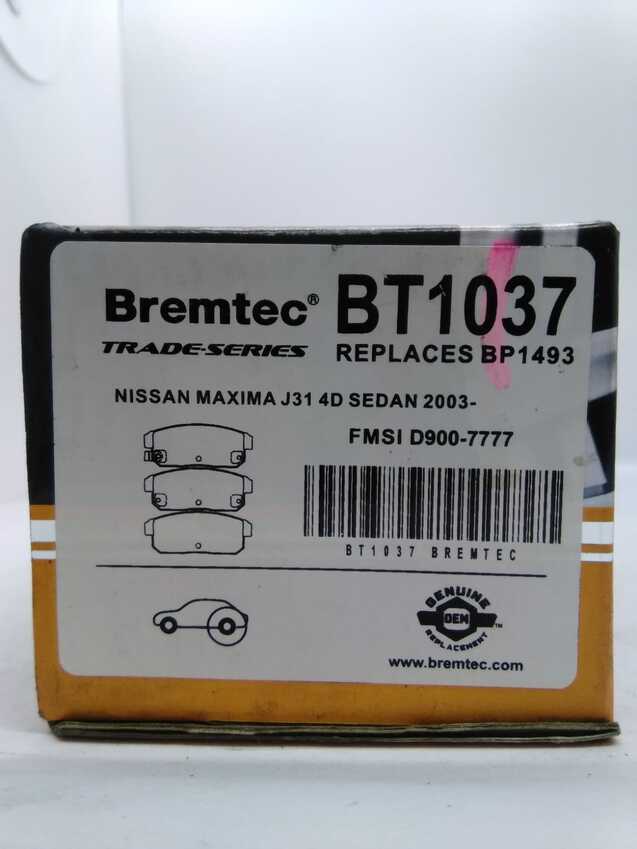 Bremtec® BT1037
TRADE-SERIES REPLACES BP1493
NISSAN MAXIMA J31 4D SEDAN 2003-
FMSI D900-7777
BT1037 BREMTEC
GENUINE
OEM
REPLACEMENT
™
www.bremtec.com